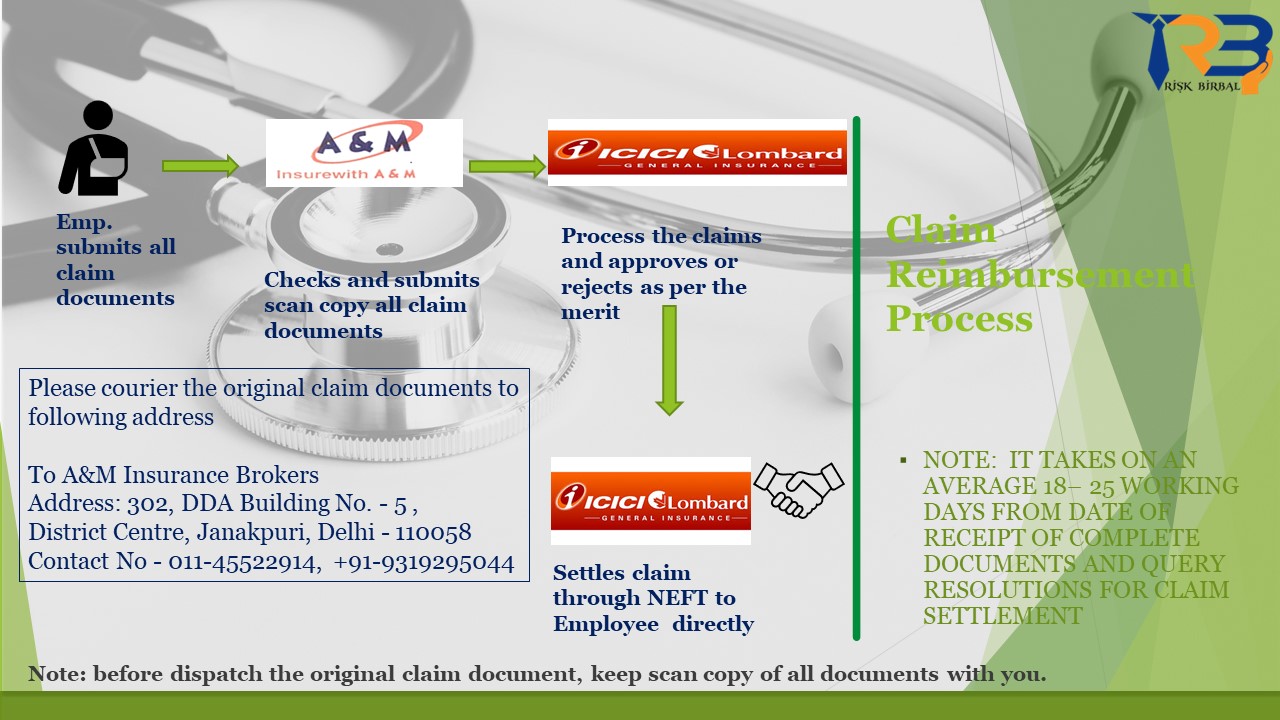 RİŞK BİRBAL
A & M
Insurewith A & M
ICICI Lombard
GENERAL INSURANCE
Emp.
submits all
claim
documents
Checks and submits
scan copy all claim
documents
Process the claims
and approves or
rejects as per the
merit
Claim
Reimbursement
Process
Please courier the original claim documents to
following address
To A&M Insurance Brokers
Address: 302, DDA Building No. - 5 ,
District Centre, Janakpuri, Delhi - 110058
Contact No - 011-45522914,  +91-9319295044
ICICI Lombard
GENERAL INSURANCE
Settles claim
through NEFT to
Employee  directly
▪ NOTE:  IT TAKES ON AN
AVERAGE 18– 25 WORKING
DAYS FROM DATE OF
RECEIPT OF COMPLETE
DOCUMENTS AND QUERY
RESOLUTIONS FOR CLAIM
SETTLEMENT
Note: before dispatch the original claim document, keep scan copy of all documents with you.